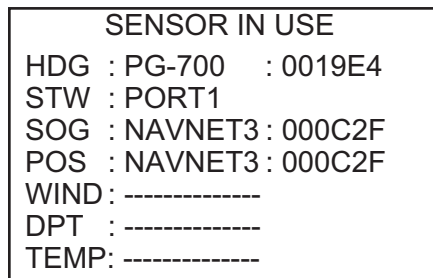 SENSOR IN USE
HDG : PG-700 : 0019E4
STW : PORT1
SOG : NAVNET3 : 000C2F
POS : NAVNET3 : 000C2F
WIND : --------------
DPT : --------------
TEMP: --------------